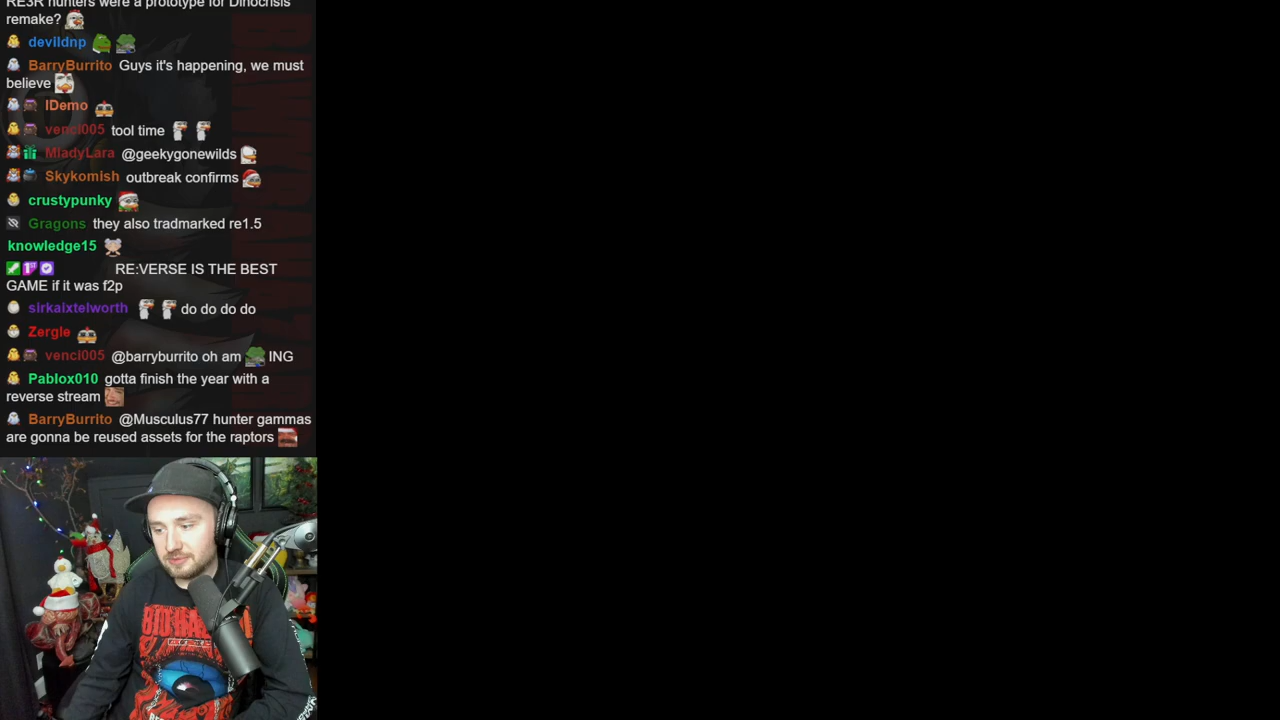 RE3R hunters were a prototype for Dinocrisis
remake?
devildnp
BarryBurrito Guys it's happening, we must
believe
IDemo
venci005 tool time
MladyLara @geekygonewilds
Skykomish outbreak confirms
crustypunky
Gragons they also tradmarked re1.5
knowledge15
RE:VERSE IS THE BEST
GAME if it was f2p
sirkaixtelworth do do do do
Zergle
venci005 @barryburrito oh am ING
Pablox010 gotta finish the year with a
reverse stream
BarryBurrito @Musculus77 hunter gammas
are gonna be reused assets for the raptors